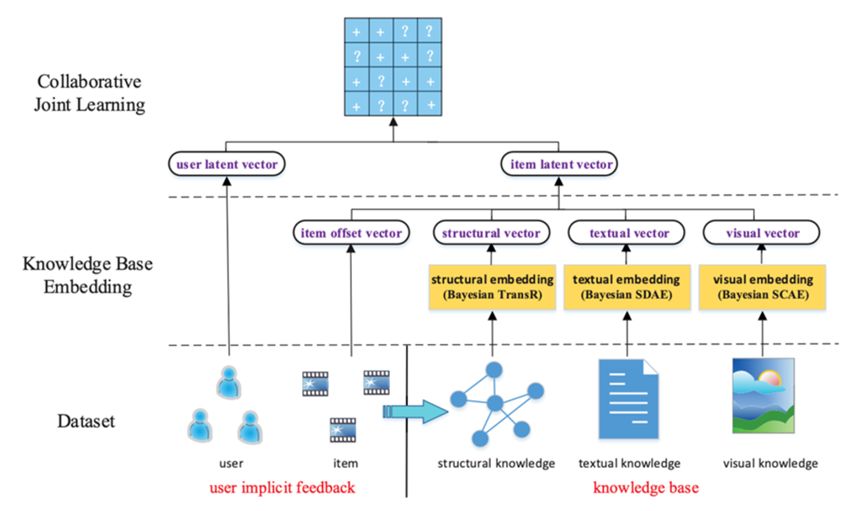 + + ? ?
? + + ?
+ ? + +
+ ? ? +
Collaborative
Joint Learning
user latent vector
item latent vector
item offset vector
structural vector
textual vector
visual vector
Knowledge Base
Embedding
structural embedding
(Bayesian TransR)
textual embedding
(Bayesian SDAE)
visual embedding
(Bayesian SCAE)
Dataset
user
item
structural knowledge
textual knowledge
visual knowledge
user implicit feedback
knowledge base